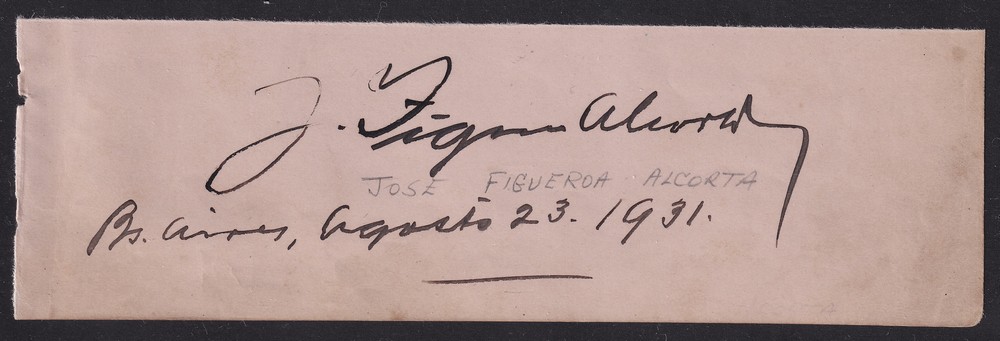 J. Figueroa Alcorta
JOSE FIGUEROA ALCORTA
Bs. Aires, Agosto 23. 1931.